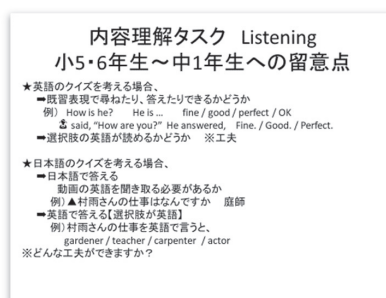 内容理解タスク Listening
小5・6年生～中1年生への留意点
★英語のクイズを考える場合、
➡既習表現で尋ねたり、答えたりできるかどうか
例） How is he? He is … fine / good / perfect / OK
said, “How are you?” He answered, Fine. / Good. / Perfect.
➡選択肢の英語が読めるかどうか ※工夫
★日本語のクイズを考える場合、
➡日本語で答える
動画の英語を聞き取る必要があるか
例）▲村雨さんの仕事はなんですか 庭師
➡英語で答える【選択肢が英語】
例）村雨さんの仕事を英語で言うと、
gardener / teacher / carpenter / actor
※どんな工夫ができますか？